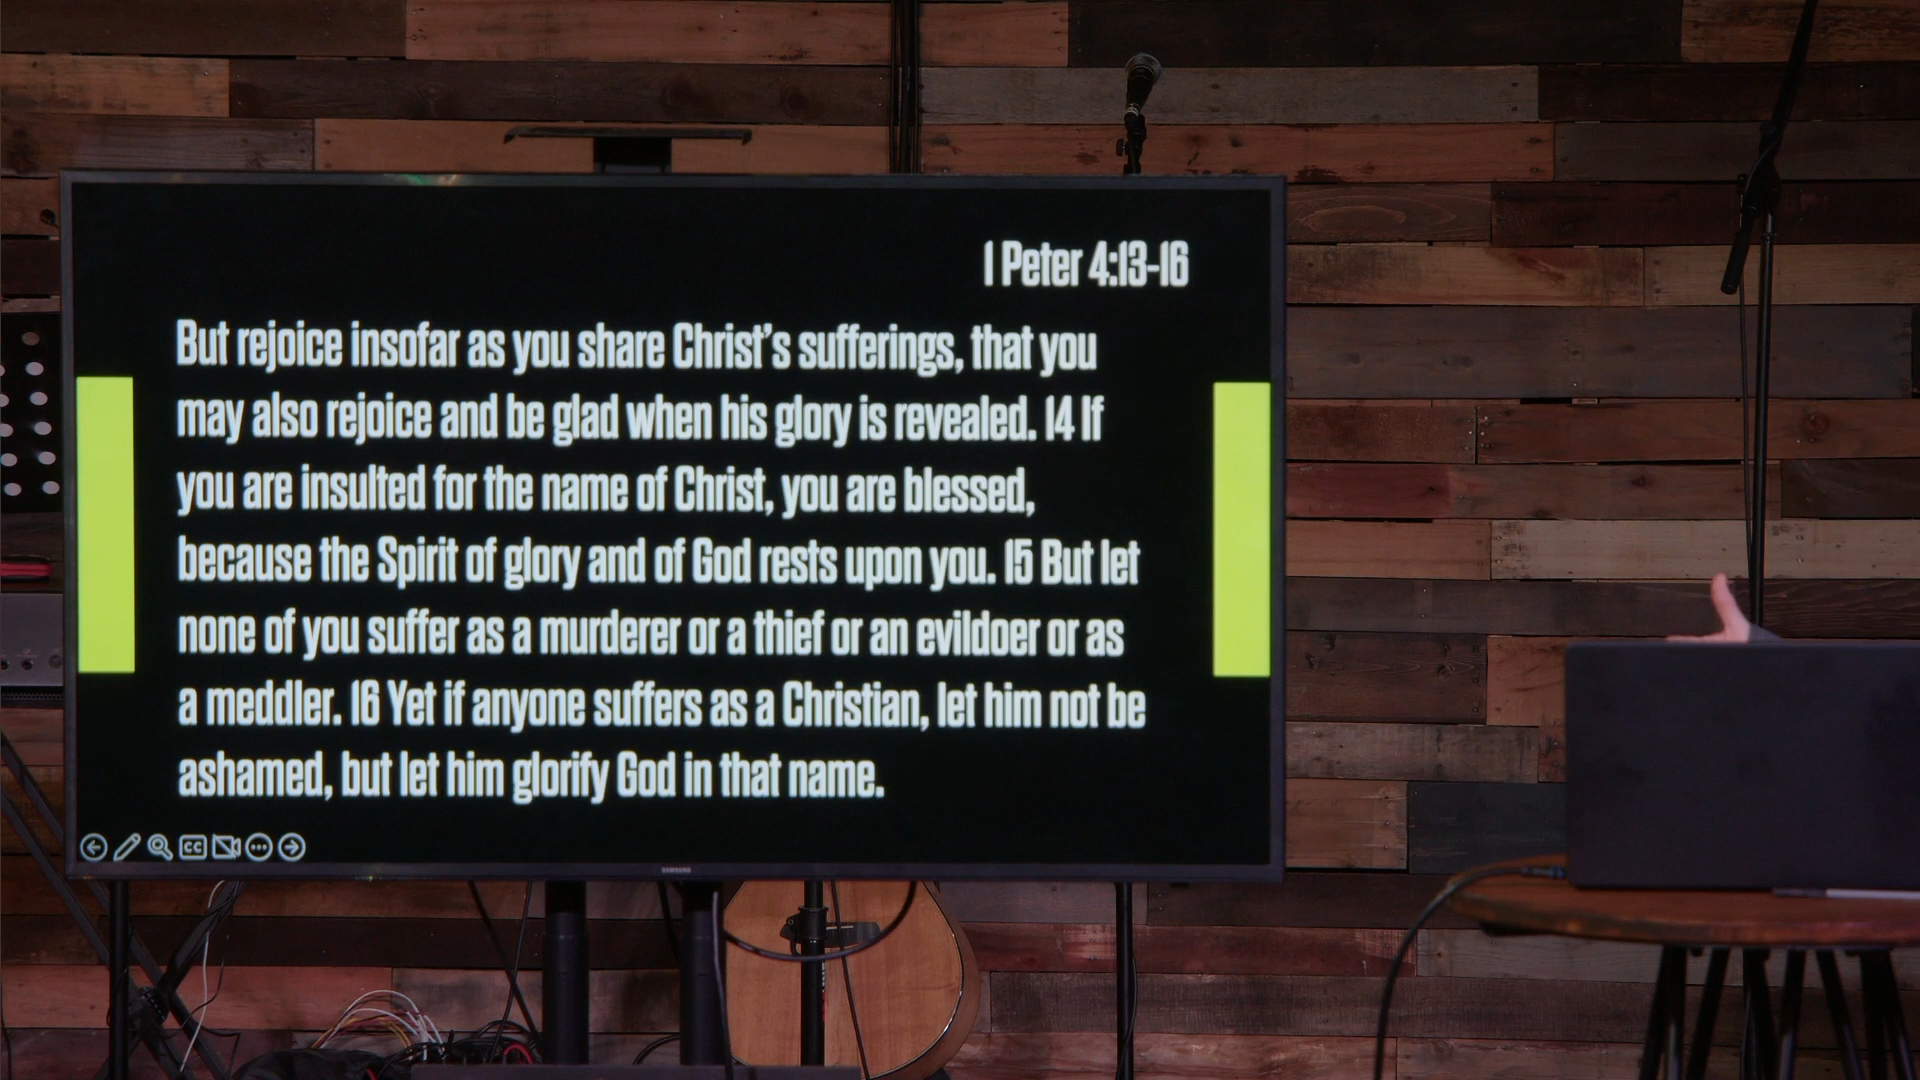 1 Peter 4:13-16
But rejoice insofar as you share Christ’s sufferings, that you
may also rejoice and be glad when his glory is revealed. 14 If
you are insulted for the name of Christ, you are blessed,
because the Spirit of glory and of God rests upon you. 15 But let
none of you suffer as a murderer or a thief or an evildoer or as
a meddler. 16 Yet if anyone suffers as a Christian, let him not be
ashamed, but let him glorify God in that name.
CC
SAMSUNG